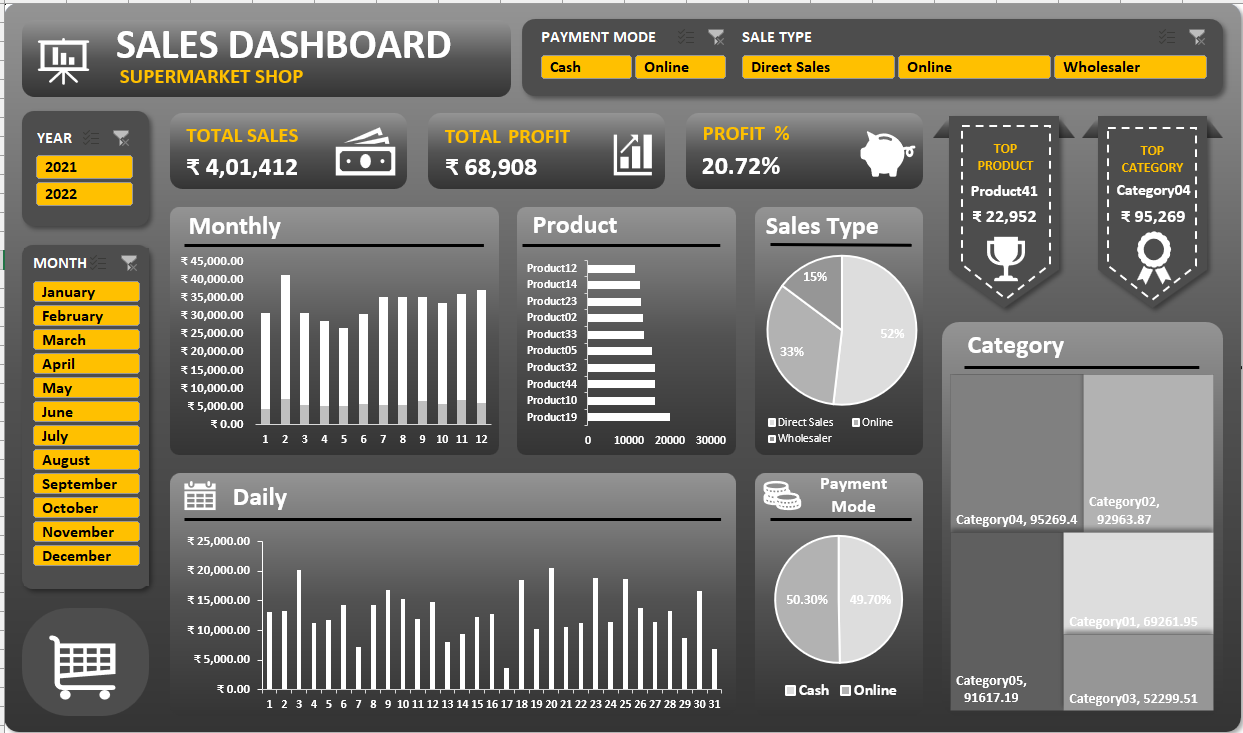 SALES DASHBOARD
SUPERMARKET SHOP
PAYMENT MODE
Cash
Online
SALE TYPE
Direct Sales
Online
Wholesaler
YEAR
2021
2022
MONTH
January
February
March
April
May
June
July
August
September
October
November
December
TOTAL SALES
₹ 4,01,412
TOTAL PROFIT
₹ 68,908
PROFIT %
20.72%
TOP
PRODUCT
Product41
₹ 22,952
TOP
CATEGORY
Category04
₹ 95,269
Monthly
₹ 45,000.00
₹ 40,000.00
₹ 35,000.00
₹ 30,000.00
₹ 25,000.00
₹ 20,000.00
₹ 15,000.00
₹ 10,000.00
₹ 5,000.00
₹ 0.00
1 2 3 4 5 6 7 8 9 10 11 12
Product
Product12
Product14
Product23
Product02
Product33
Product05
Product32
Product44
Product10
Product19
0 10000 20000 30000
Sales Type
15%
52%
33%
Direct Sales Online
Wholesaler
Category
Category04, 95269.4
Category02,
92963.87
Category01, 69261.95
Category05,
91617.19
Category03, 52299.51
Daily
₹ 25,000.00
₹ 20,000.00
₹ 15,000.00
₹ 10,000.00
₹ 5,000.00
₹ 0.00
1 2 3 4 5 6 7 8 9 10 11 12 13 14 15 16 17 18 19 20 21 22 23 24 25 26 27 28 29 30 31
Payment
Mode
50.30% 49.70%
Cash Online